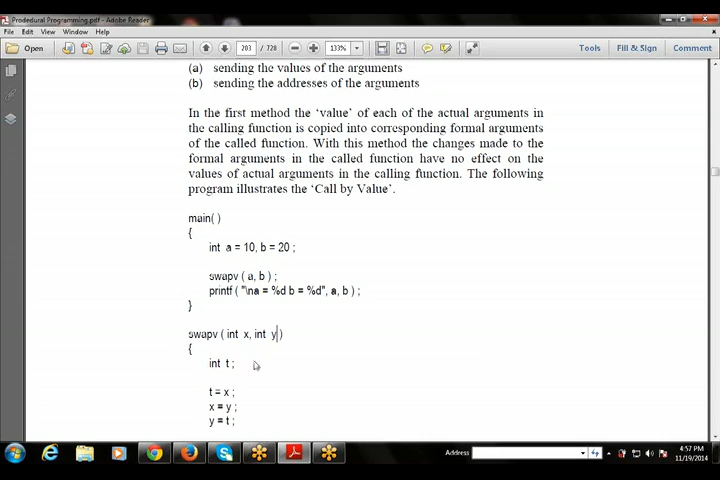 Prodedural Programming.pdf - Adobe Reader
File Edit View Window Help
Open 203 / 728 133% Tools Fill & Sign Comment
(a) sending the values of the arguments
(b) sending the addresses of the arguments
In the first method the ‘value’ of each of the actual arguments in
the calling function is copied into corresponding formal arguments
of the called function. With this method the changes made to the
formal arguments in the called function have no effect on the
values of actual arguments in the calling function. The following
program illustrates the ‘Call by Value’.
main( )
{
int a = 10, b = 20 ;
swapv ( a, b ) ;
printf ( "\na = %d b = %d", a, b ) ;
}
swapv ( int x, int y )
{
int t ;
t = x ;
x = y ;
y = t ;
Address
4:57 PM
11/19/2014